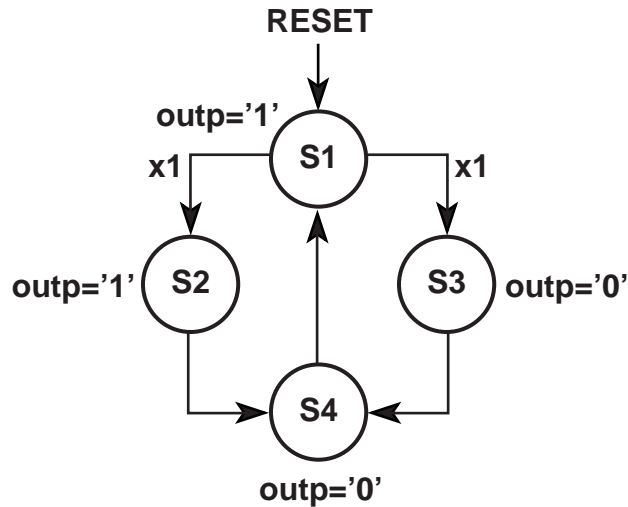 RESET
outp='1'
S1
x1
x1
S2
S3
outp='1'
outp='0'
S4
outp='0'